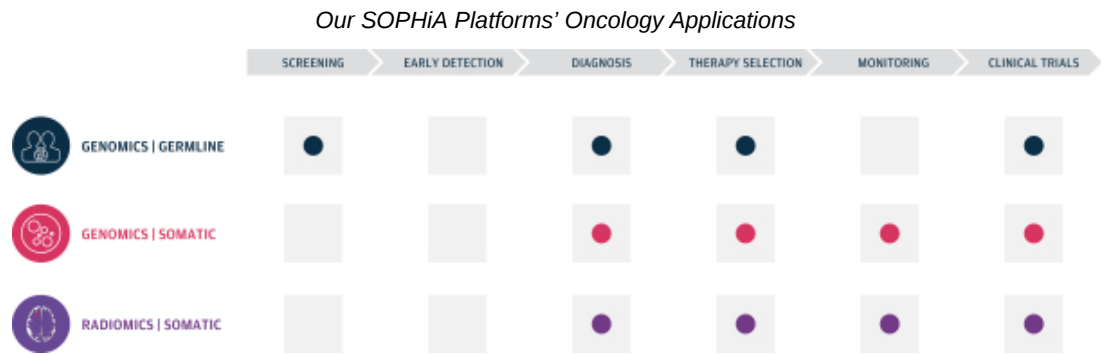 Our SOPHiA Platforms’ Oncology Applications
SCREENING EARLY DETECTION DIAGNOSIS THERAPY SELECTION MONITORING CLINICAL TRIALS
GENOMICS | GERMLINE
GENOMICS | SOMATIC
RADIOMICS | SOMATIC